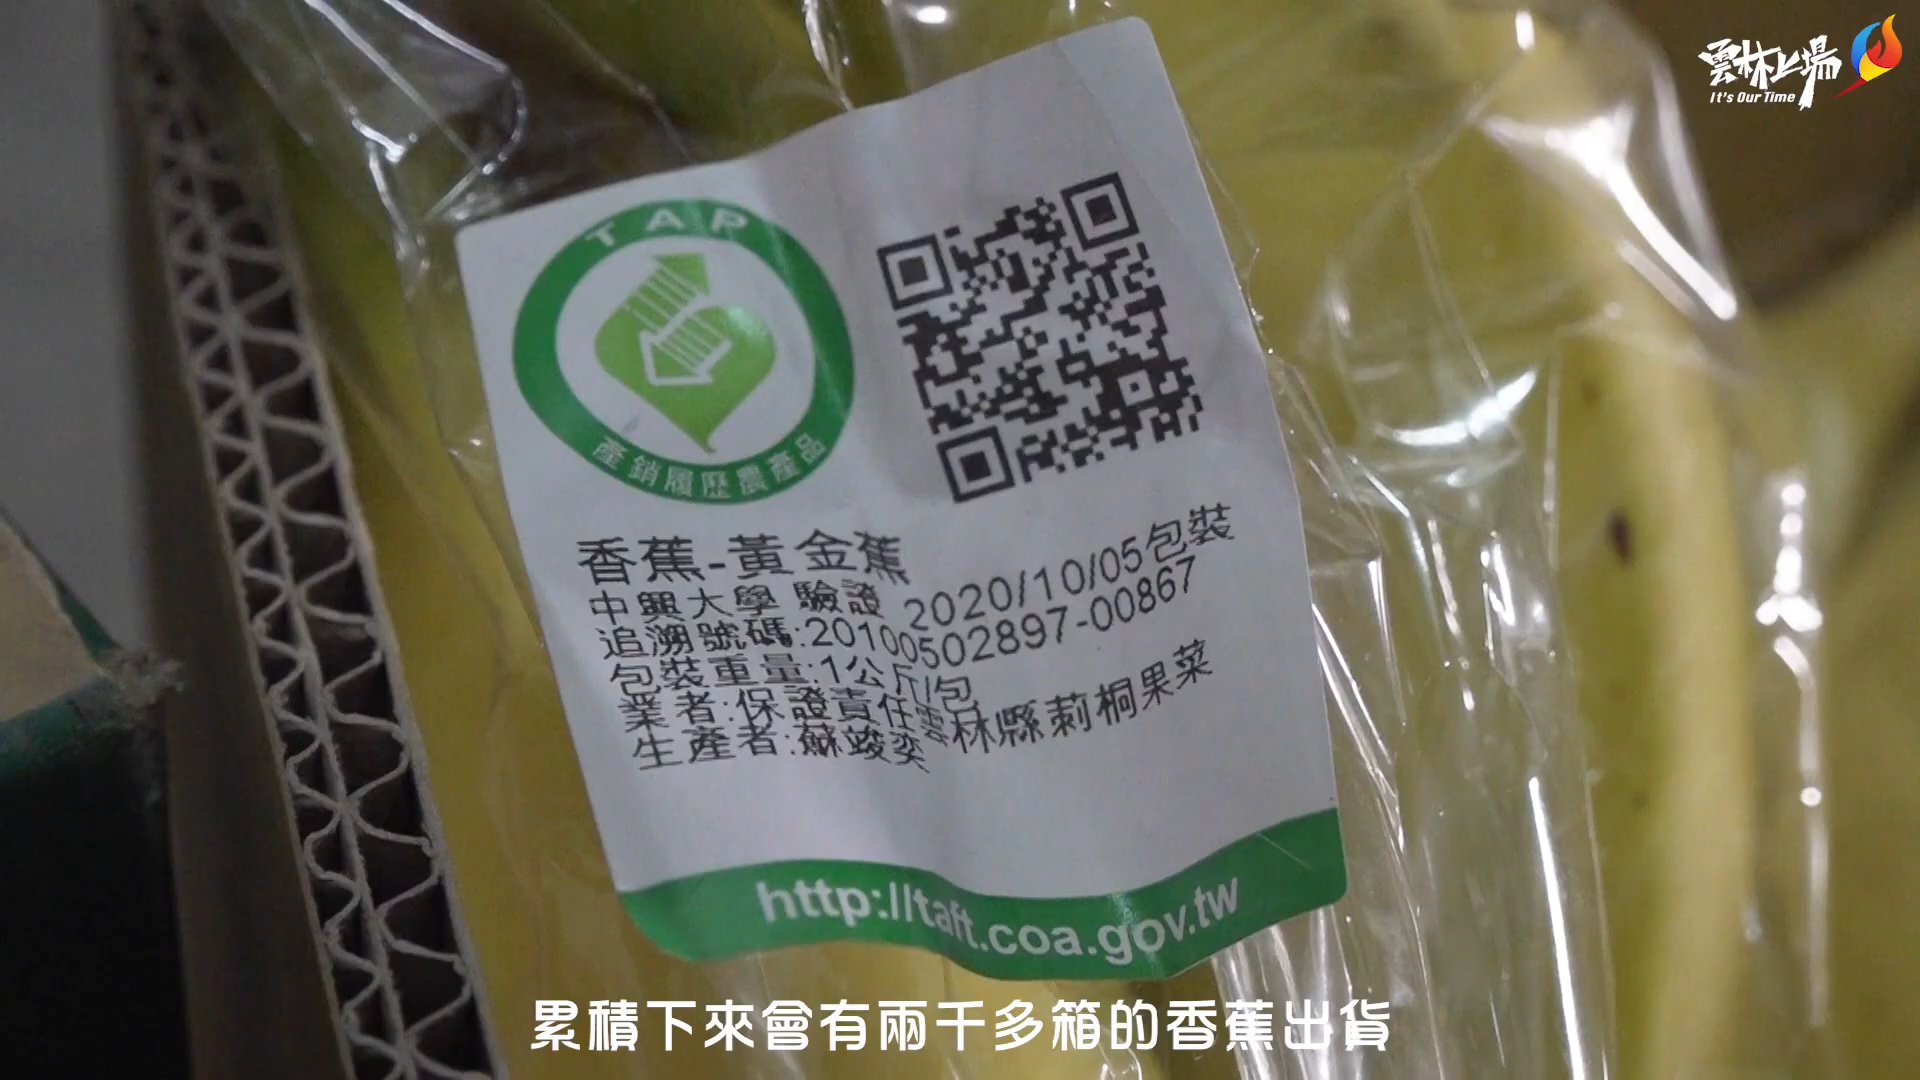 雲林上場
It's Our Time
TAP
產銷履歷農產品
香蕉-黃金蕉
中興大學 驗證 2020/10/05包裝
追溯號碼:20100502897-00867
包裝重量:1公斤/包
業者:保證責任雲林縣莿桐果菜
生產者:蘇竣奕
http://taft.coa.gov.tw
累積下來會有兩千多箱的香蕉出貨